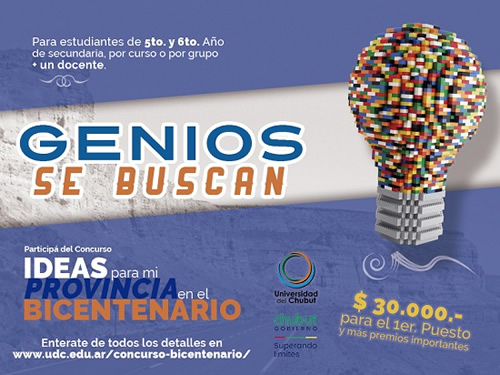 Para estudiantes de 5to. y 6to. Año
de secundaria, por curso o por grupo
+ un docente.
GENIOS
SE BUSCAN
Participá del Concurso
IDEAS para mi
PROVINCIA en el
BICENTENARIO
Enterate de todos los detalles en
www.udc.edu.ar/concurso-bicentenario/
Universidad
del Chubut
chubut
GOBIERNO
Superando
límites
$ 30.000.-
para el 1er. Puesto
y más premios importantes